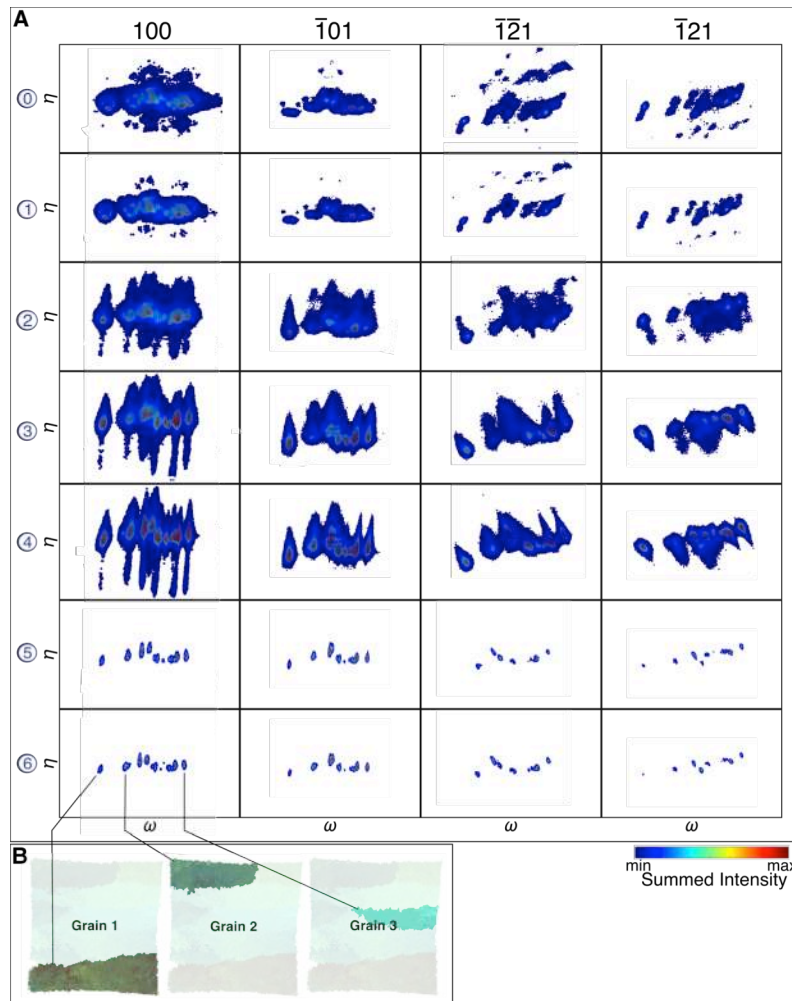 A
100 1̅01 1̅2̅1 1̅21
⓪ η
① η
② η
③ η
④ η
⑤ η
⑥ η
ω ω ω ω
B
Grain 1 Grain 2 Grain 3
min max
Summed Intensity